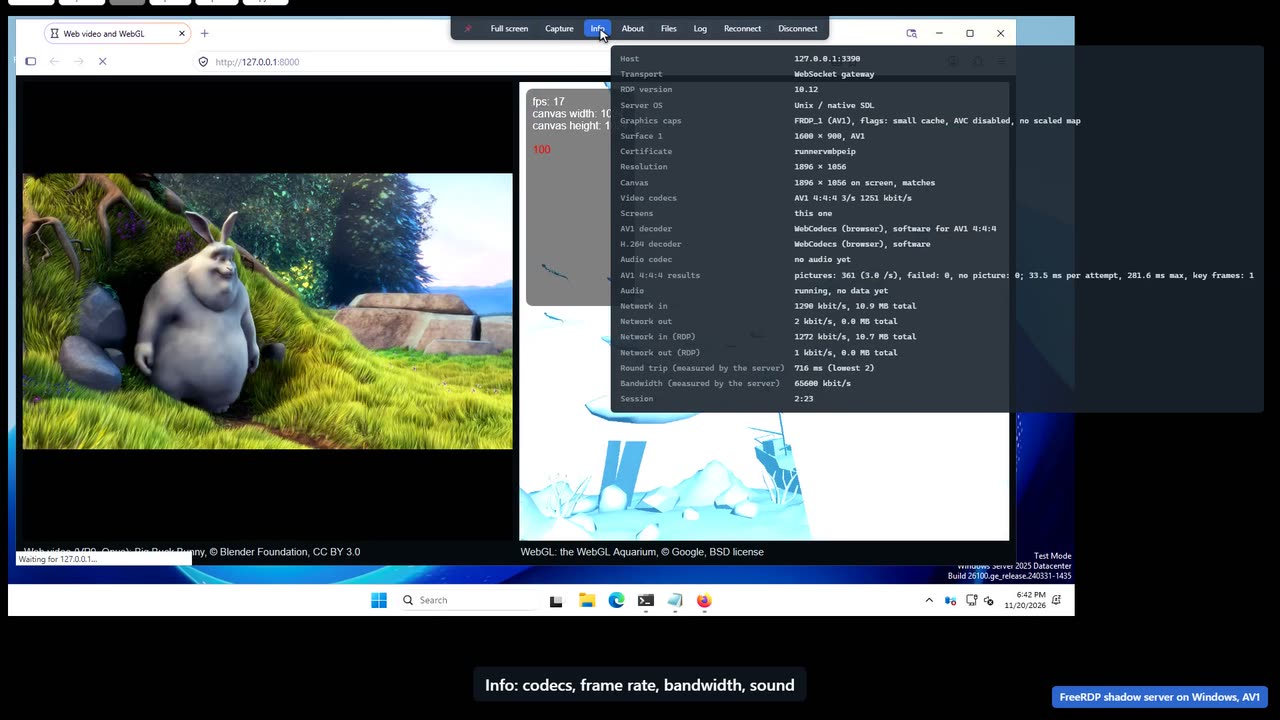 Web video and WebGL
Full screen
Capture
Info
About
Files
Log
Reconnect
Disconnect
http://127.0.0.1:8000
fps: 17
canvas width: 10
canvas height: 1
100
Host 127.0.0.1:3390
Transport WebSocket gateway
RDP version 10.12
Server OS Unix / native SDL
Graphics caps FRDP_1 (AV1), flags: small cache, AVC disabled, no scaled map
Surface 1 1600 × 900, AV1
Certificate runnervmbpeip
Resolution 1896 × 1056
Canvas 1896 × 1056 on screen, matches
Video codecs AV1 4:4:4 3/s 1251 kbit/s
Screens this one
AV1 decoder WebCodecs (browser), software for AV1 4:4:4
H.264 decoder WebCodecs (browser), software
Audio codec no audio yet
AV1 4:4:4 results pictures: 361 (3.0 /s), failed: 0, no picture: 0; 33.5 ms per attempt, 281.6 ms max, key frames: 1
Audio running, no data yet
Network in 1290 kbit/s, 10.9 MB total
Network out 2 kbit/s, 0.0 MB total
Network in (RDP) 1272 kbit/s, 10.7 MB total
Network out (RDP) 1 kbit/s, 0.0 MB total
Round trip (measured by the server) 716 ms (lowest 2)
Bandwidth (measured by the server) 65600 kbit/s
Session 2:23
Web video (VP9, Opus): Big Buck Bunny, © Blender Foundation, CC BY 3.0
WebGL: the WebGL Aquarium, © Google, BSD license
Waiting for 127.0.0.1...
Test Mode
Windows Server 2025 Datacenter
Build 26100.ge_release.240331-1435
Search
6:42 PM
11/20/2026
Info: codecs, frame rate, bandwidth, sound
FreeRDP shadow server on Windows, AV1